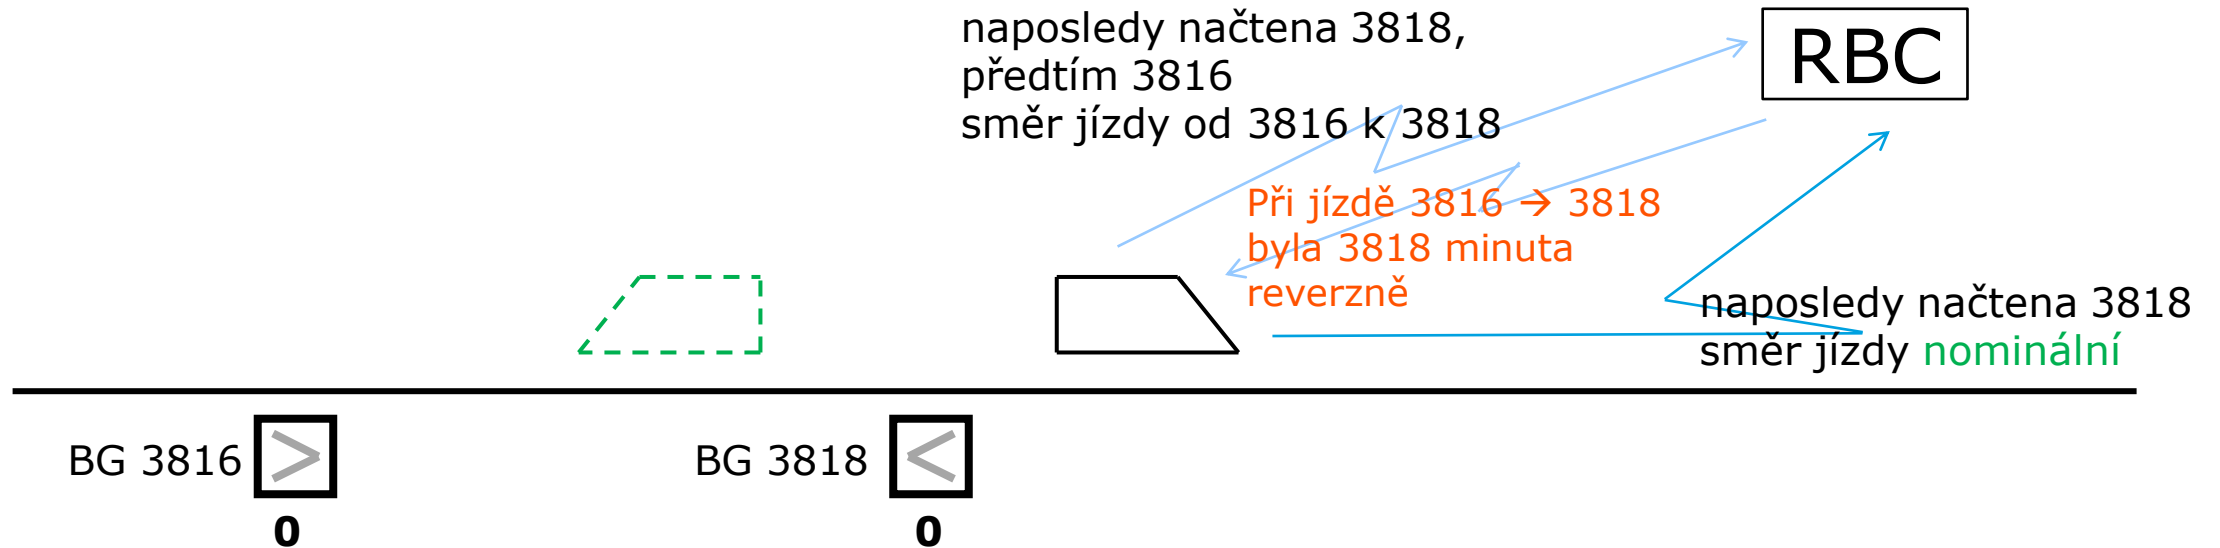 naposledy načtena 3818,
předtím 3816
směr jízdy od 3816 k 3818
RBC
Při jízdě 3816 → 3818
byla 3818 minuta
reverzně
naposledy načtena 3818
směr jízdy nominální
BG 3816
BG 3818
0
0